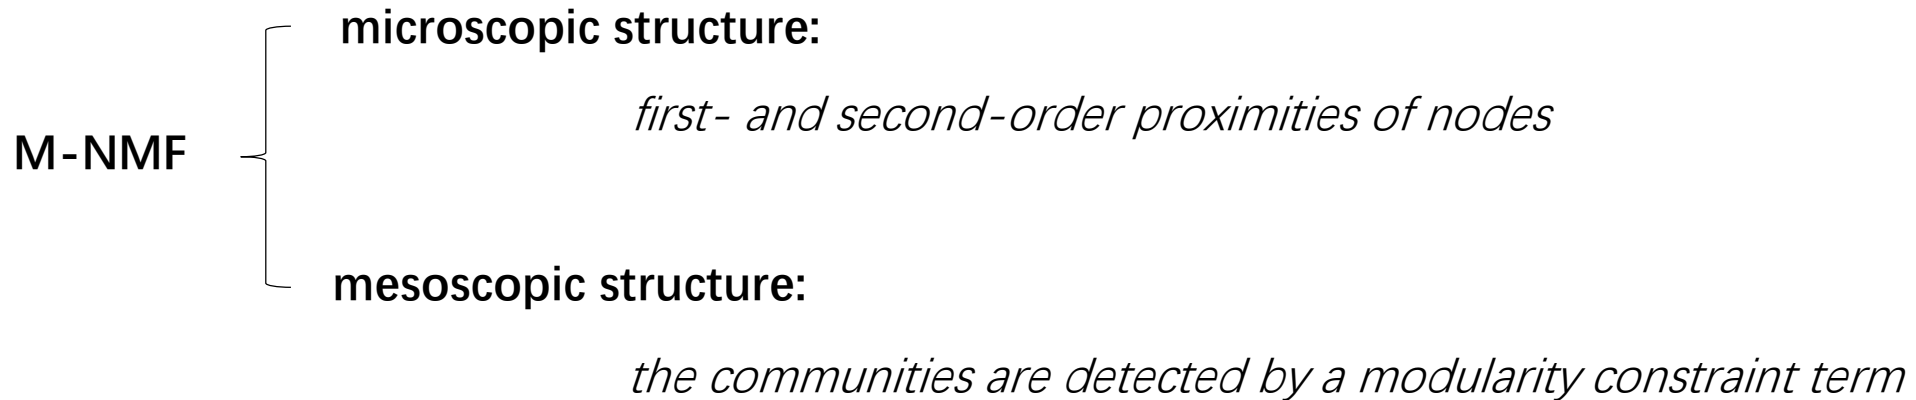 microscopic structure:
first- and second-order proximities of nodes
M-NMF
mesoscopic structure:
the communities are detected by a modularity constraint term